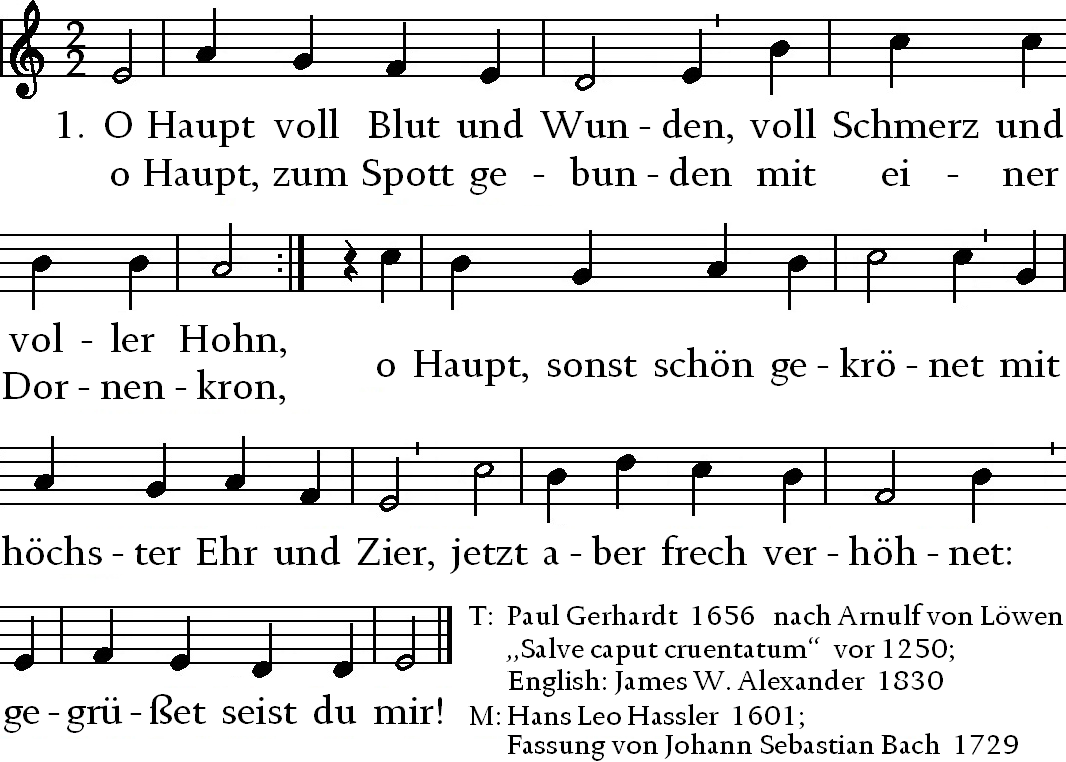 1. O Haupt voll Blut und Wun - den, voll Schmerz und
o Haupt, zum Spott ge - bun - den mit ei - ner
vol - ler Hohn,
Dor - nen - kron,
o Haupt, sonst schön ge - krö - net mit
höchs - ter Ehr und Zier, jetzt a - ber frech ver - höh - net:
ge - grü - ßet seist du mir!
T: Paul Gerhardt 1656 nach Arnulf von Löwen
„Salve caput cruentatum“ vor 1250;
English: James W. Alexander 1830
M: Hans Leo Hassler 1601;
Fassung von Johann Sebastian Bach 1729